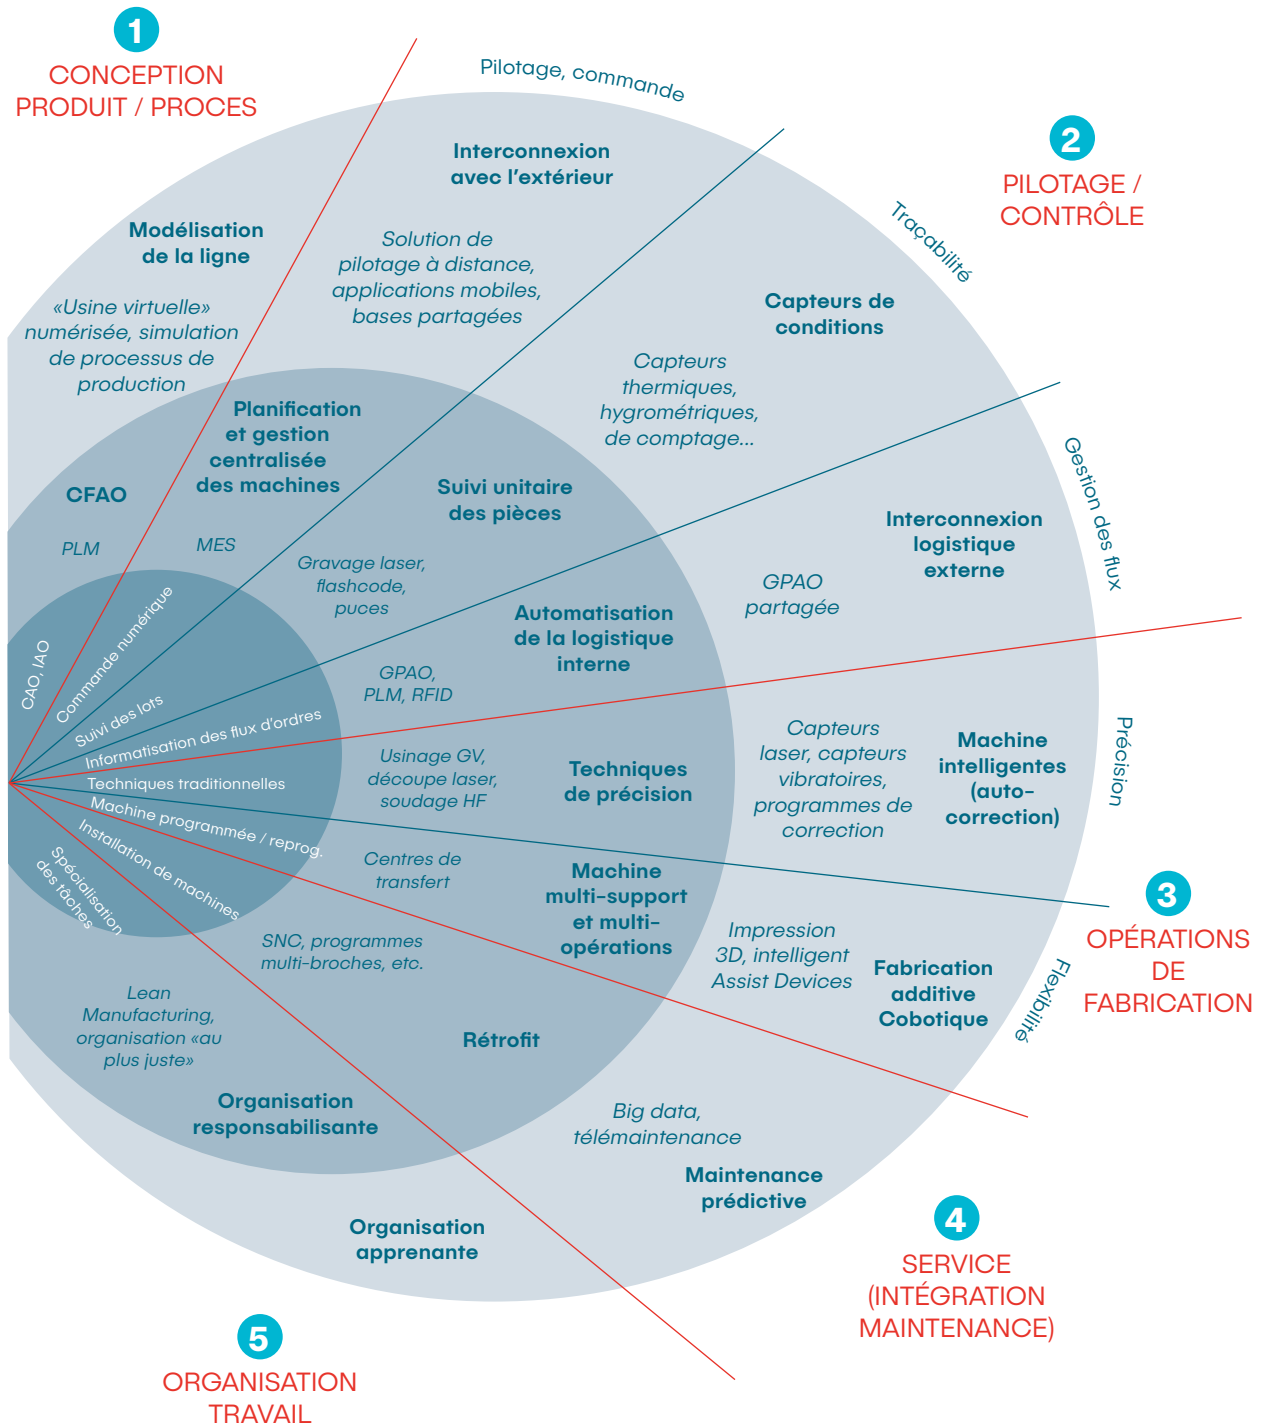 1
CONCEPTION
PRODUIT / PROCES
Pilotage, commande
2
PILOTAGE /
CONTRÔLE
Interconnexion
avec l’extérieur
Solution de
pilotage à distance,
applications mobiles,
bases partagées
Modélisation
de la ligne
«Usine virtuelle»
numérisée, simulation
de processus de
production
Traçabilité
Capteurs de
conditions
Capteurs
thermiques,
hygrométriques,
de comptage...
Planification
et gestion
centralisée
des machines
MES
CFAO
PLM
Suivi unitaire
des pièces
Gravage laser,
flashcode,
puces
Gestion des flux
Interconnexion
logistique
externe
GPAO
partagée
Automatisation
de la logistique
interne
GPAO,
PLM, RFID
CAO, IAO
Commande numérique
Suivi des lots
Informatisation des flux d'ordres
Techniques traditionnelles
Machine programmée / reprog.
Installation de machines
Spécialisation
des tâches
Usinage GV,
découpe laser,
soudage HF
Techniques
de précision
Capteurs
laser, capteurs
vibratoires,
programmes de
correction
Machine
intelligentes
(auto-
correction)
Précision
Centres de
transfert
Machine
multi-support
et multi-
opérations
Impression
3D, intelligent
Assist Devices
Fabrication
additive
Cobotique
Flexibilité
3
OPÉRATIONS
DE
FABRICATION
SNC, programmes
multi-broches, etc.
Rétrofit
Big data,
télémaintenance
Maintenance
prédictive
4
SERVICE
(INTÉGRATION
MAINTENANCE)
Lean
Manufacturing,
organisation «au
plus juste»
Organisation
responsabilisante
Organisation
apprenante
5
ORGANISATION
TRAVAIL